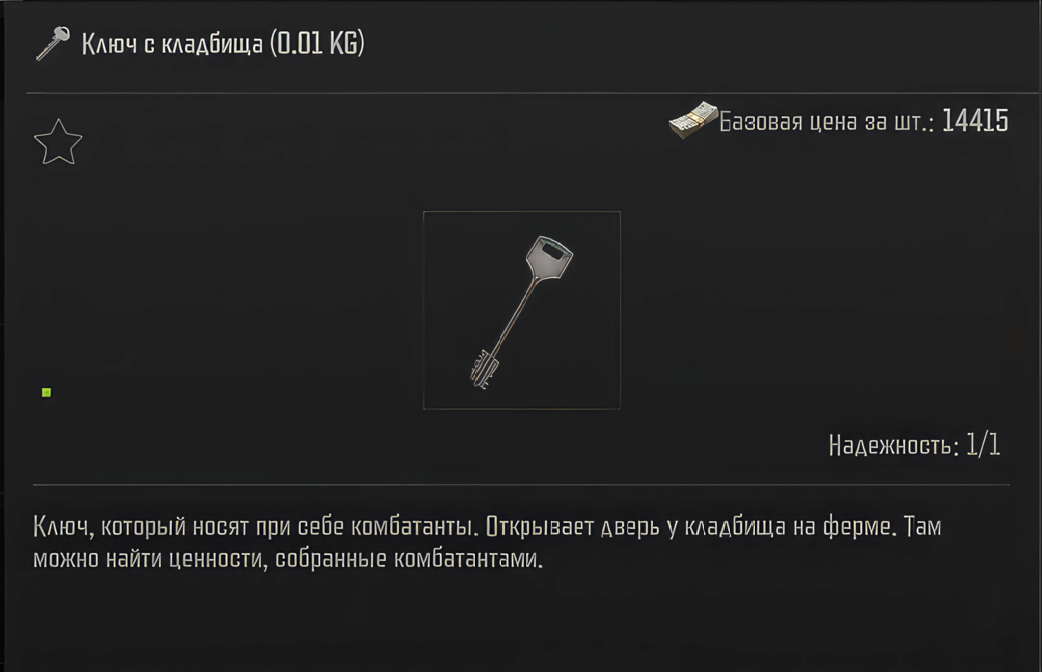 Ключ с кладбища (0.01 KG)
Базовая цена за шт.: 14415
Надежность: 1/1
Ключ, который носят при себе комбатанты. Открывает дверь у кладбища на ферме. Там
можно найти ценности, собранные комбатантами.